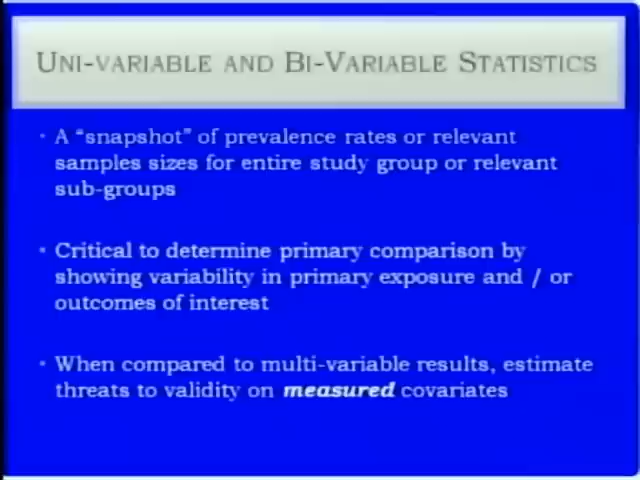 UNI-VARIABLE AND BI-VARIABLE STATISTICS
• A “snapshot” of prevalence rates or relevant
samples sizes for entire study group or relevant
sub-groups
• Critical to determine primary comparison by
showing variability in primary exposure and / or
outcomes of interest
• When compared to multi-variable results, estimate
threats to validity on measured covariates